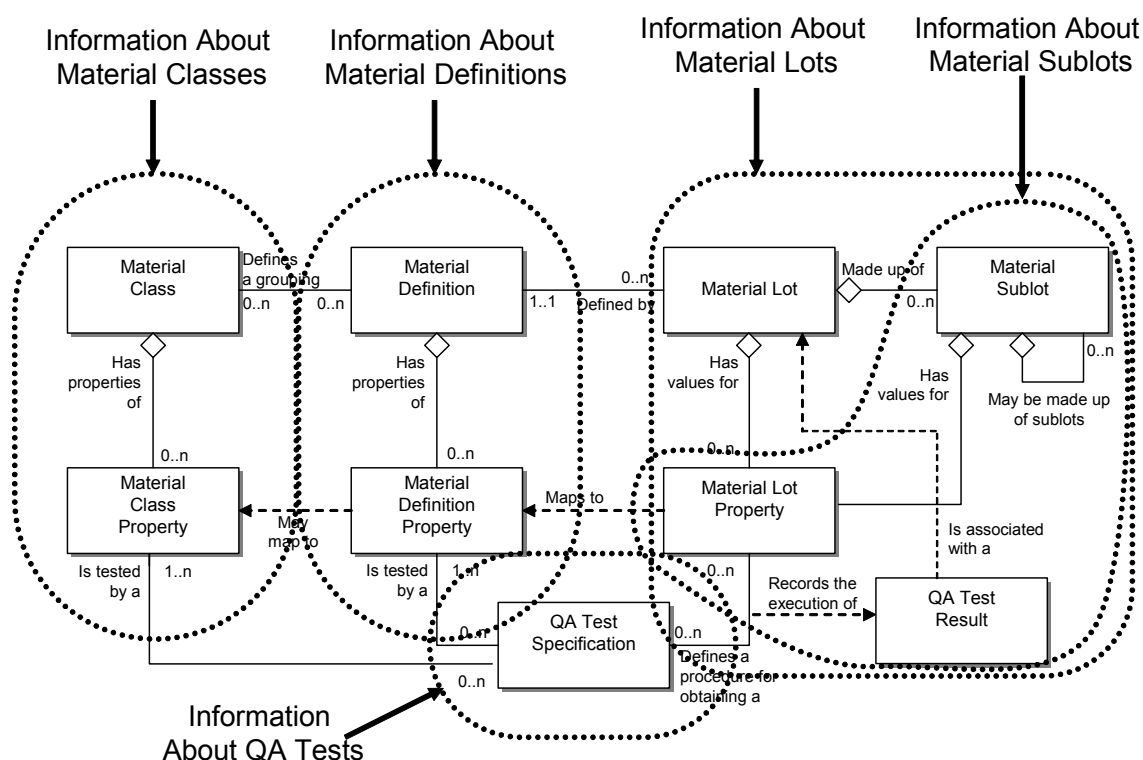 Information About
Material Classes
Information About
Material Definitions
Information About
Material Lots
Information About
Material Sublots
Material
Class
Defines
a grouping
0..n
0..n
Material
Definition
1..1
0..n
Defined by
Material Lot
Made up of
0..n
Material
Sublot
0..n
May be made up
of sublots
Has
properties
of
Has
properties
of
Has
values for
Has
values for
0..n
0..n
0..n
Material
Class
Property
May
map to
Material
Definition
Property
Maps to
Material Lot
Property
Is associated
with a
Is tested
by a
1..n
Is tested
by a
1..n
0..n
Records the
execution of
QA Test
Result
0..n
QA Test
Specification
0..n
Defines a
procedure for
obtaining a
0..n
Information
About QA Tests